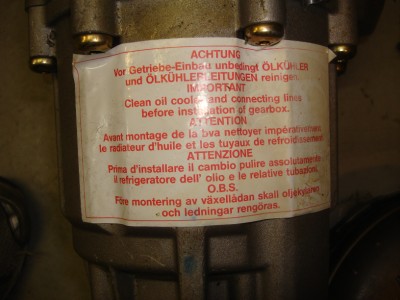 ACHTUNG
Vor Getriebe-Einbau unbedingt ÖLKÜHLER
und ÖLKÜHLERLEITUNGEN reinigen.
IMPORTANT
Clean oil cooler and connecting lines
before installation of gearbox.
ATTENTION
Avant montage de la bva nettoyer impérativement
le radiateur d'huile et les tuyaux de refroidissement
ATTENZIONE
Prima d'installare il cambio pulire assolutamente
il refrigeratore dell' olio e le relative tubazioni.
O.B.S.
Före montering av växellådan skall oljekylaren
och ledningar rengöras.